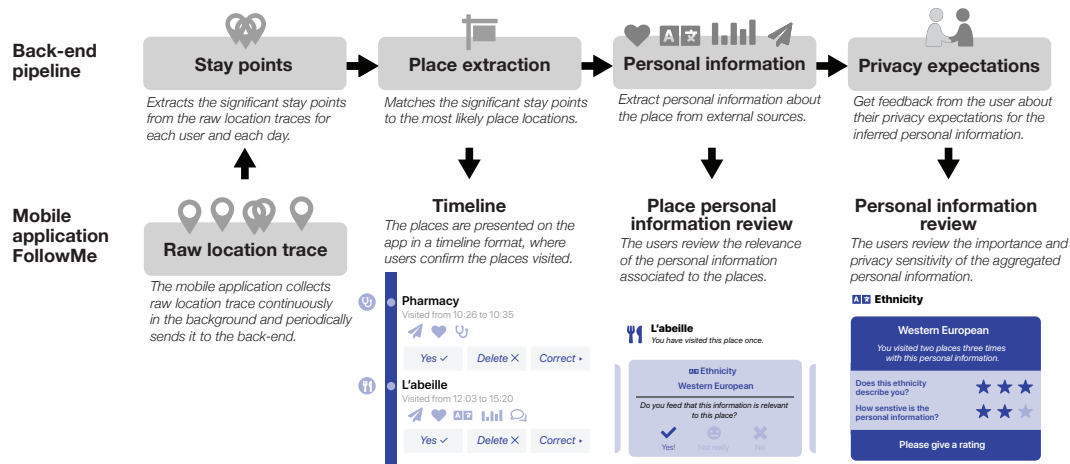 Back-end
pipeline
Stay points
Place extraction
Personal information
Privacy expectations
Extracts the significant stay points
from the raw location traces for
each user and each day.
Matches the significant stay points
to the most likely place locations.
Extract personal information about
the place from external sources.
Get feedback from the user about
their privacy expectations for the
inferred personal information.
Mobile
application
FollowMe
Raw location trace
The mobile application collects
raw location trace continuously
in the background and periodically
sends it to the back-end.
Timeline
The places are presented on the
app in a timeline format, where
users confirm the places visited.
Pharmacy
Visited from 10:26 to 10:35
Yes ✓ Delete ✕ Correct ▸
L'abeille
Visited from 12:03 to 15:20
Yes ✓ Delete ✕ Correct ▸
Place personal
information review
The users review the relevance
of the personal information
associated to the places.
L'abeille
You have visited this place once.
Ethnicity
Western European
Do you feed that this information is relevant
to this place?
Yes! Not really No
Personal information
review
The users review the importance and
privacy sensitivity of the aggregated
personal information.
Ethnicity
Western European
You visited two places three times
with this personal information.
Does this ethnicity
describe you?
How senstive is the
personal information?
Please give a rating